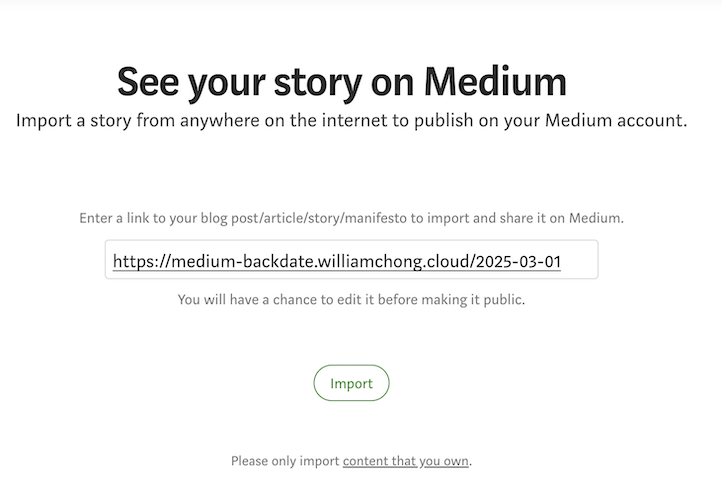 See your story on Medium
Import a story from anywhere on the internet to publish on your Medium account.
Enter a link to your blog post/article/story/manifesto to import and share it on Medium.
https://medium-backdate.williamchong.cloud/2025-03-01
You will have a chance to edit it before making it public.
Import
Please only import content that you own.